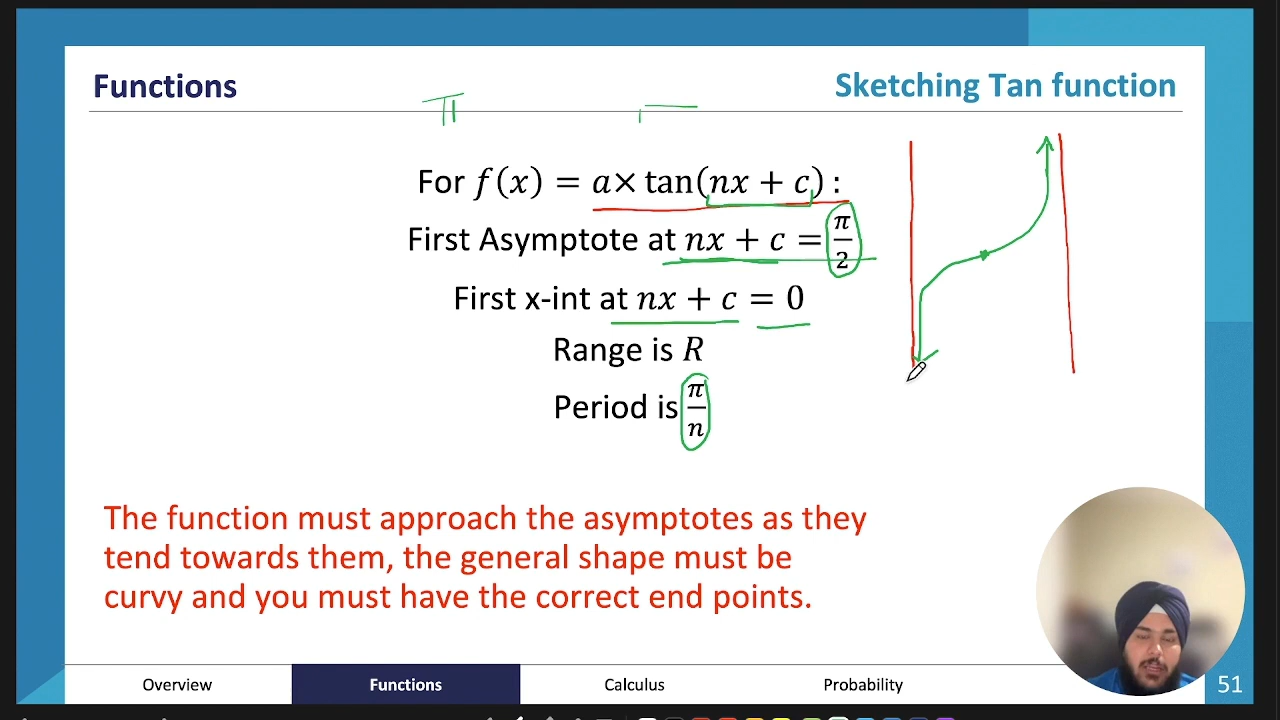 Functions
Sketching Tan function
π
For f(x) = a× tan(nx + c) :
First Asymptote at nx + c = π/2
First x-int at nx + c = 0
Range is R
Period is π/n
The function must approach the asymptotes as they
tend towards them, the general shape must be
curvy and you must have the correct end points.
Overview
Functions
Calculus
Probability
51